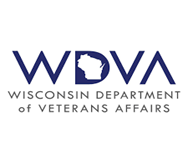 WDVA
WISCONSIN DEPARTMENT
of VETERANS AFFAIRS